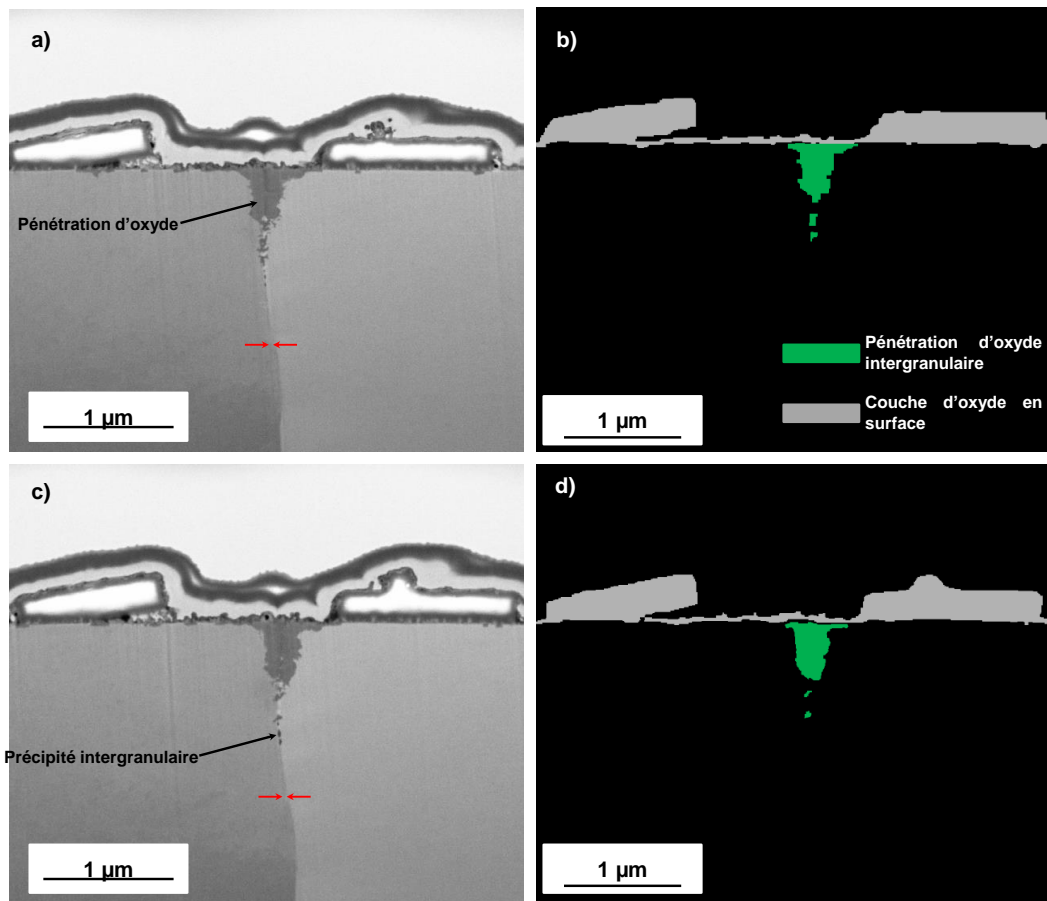 a)
Pénétration d'oxyde
1 µm
b)
Pénétration d'oxyde
intergranulaire
Couche d'oxyde en
surface
1 µm
c)
Précipité intergranulaire
1 µm
d)
1 µm